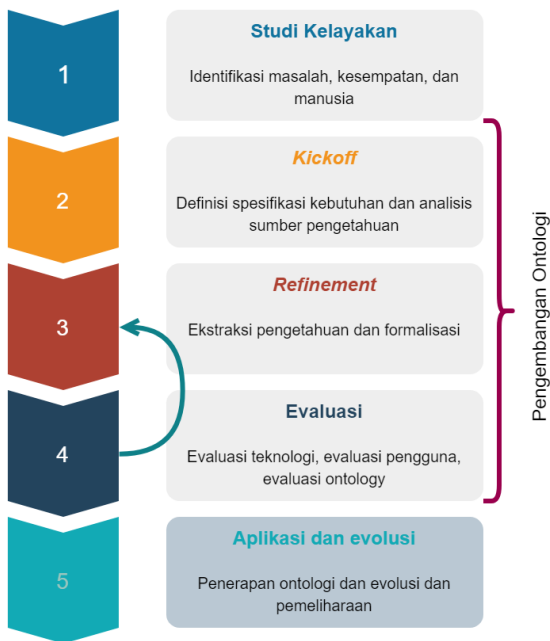 1
Studi Kelayakan
Identifikasi masalah, kesempatan, dan
manusia
2
Kickoff
Definisi spesifikasi kebutuhan dan analisis
sumber pengetahuan
3
Refinement
Ekstraksi pengetahuan dan formalisasi
4
Evaluasi
Evaluasi teknologi, evaluasi pengguna,
evaluasi ontology
5
Aplikasi dan evolusi
Penerapan ontologi dan evolusi dan
pemeliharaan
Pengembangan Ontologi